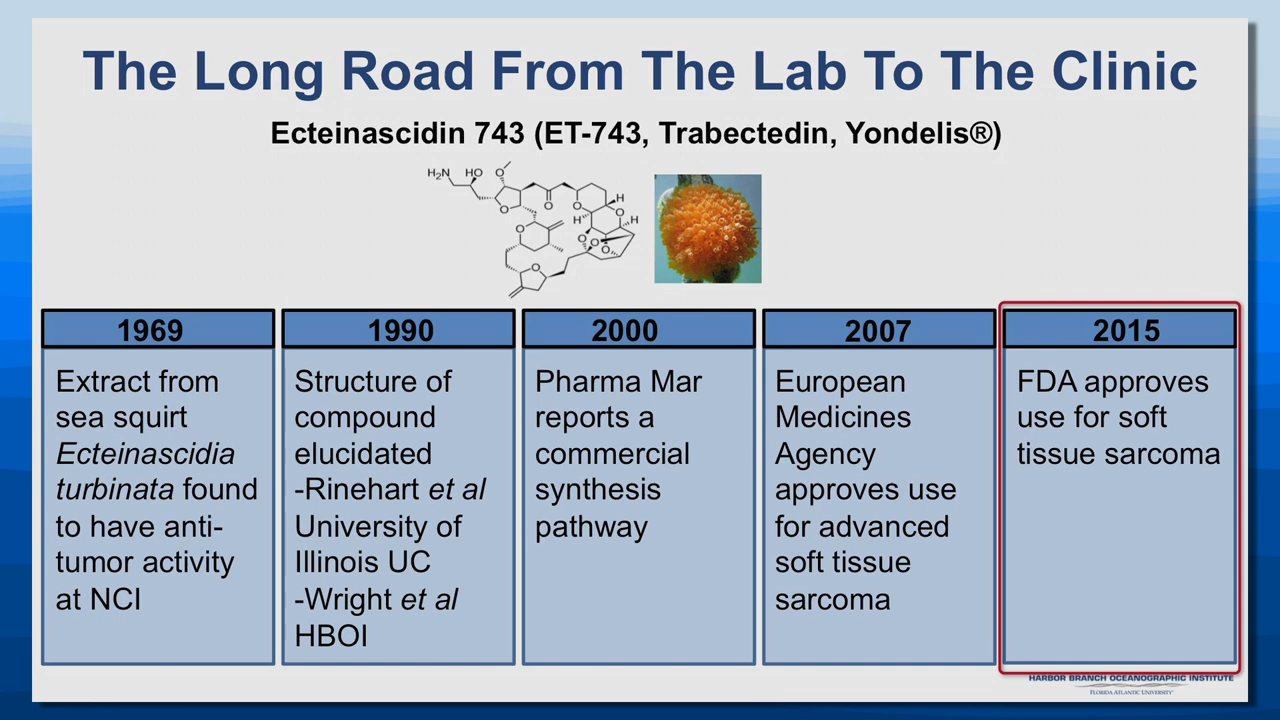 The Long Road From The Lab To The Clinic
Ecteinascidin 743 (ET-743, Trabectedin, Yondelis®)
H₂N HO O
O
O
O
O
H
H
H
O
O
O
O
O
1969
Extract from
sea squirt
Ecteinascidia
turbinata found
to have anti-
tumor activity
at NCI
1990
Structure of
compound
elucidated
-Rinehart et al
University of
Illinois UC
-Wright et al
HBOI
2000
Pharma Mar
reports a
commercial
synthesis
pathway
2007
European
Medicines
Agency
approves use
for advanced
soft tissue
sarcoma
2015
FDA approves
use for soft
tissue sarcoma
HARBOR BRANCH OCEANOGRAPHIC INSTITUTE
FLORIDA ATLANTIC UNIVERSITY®